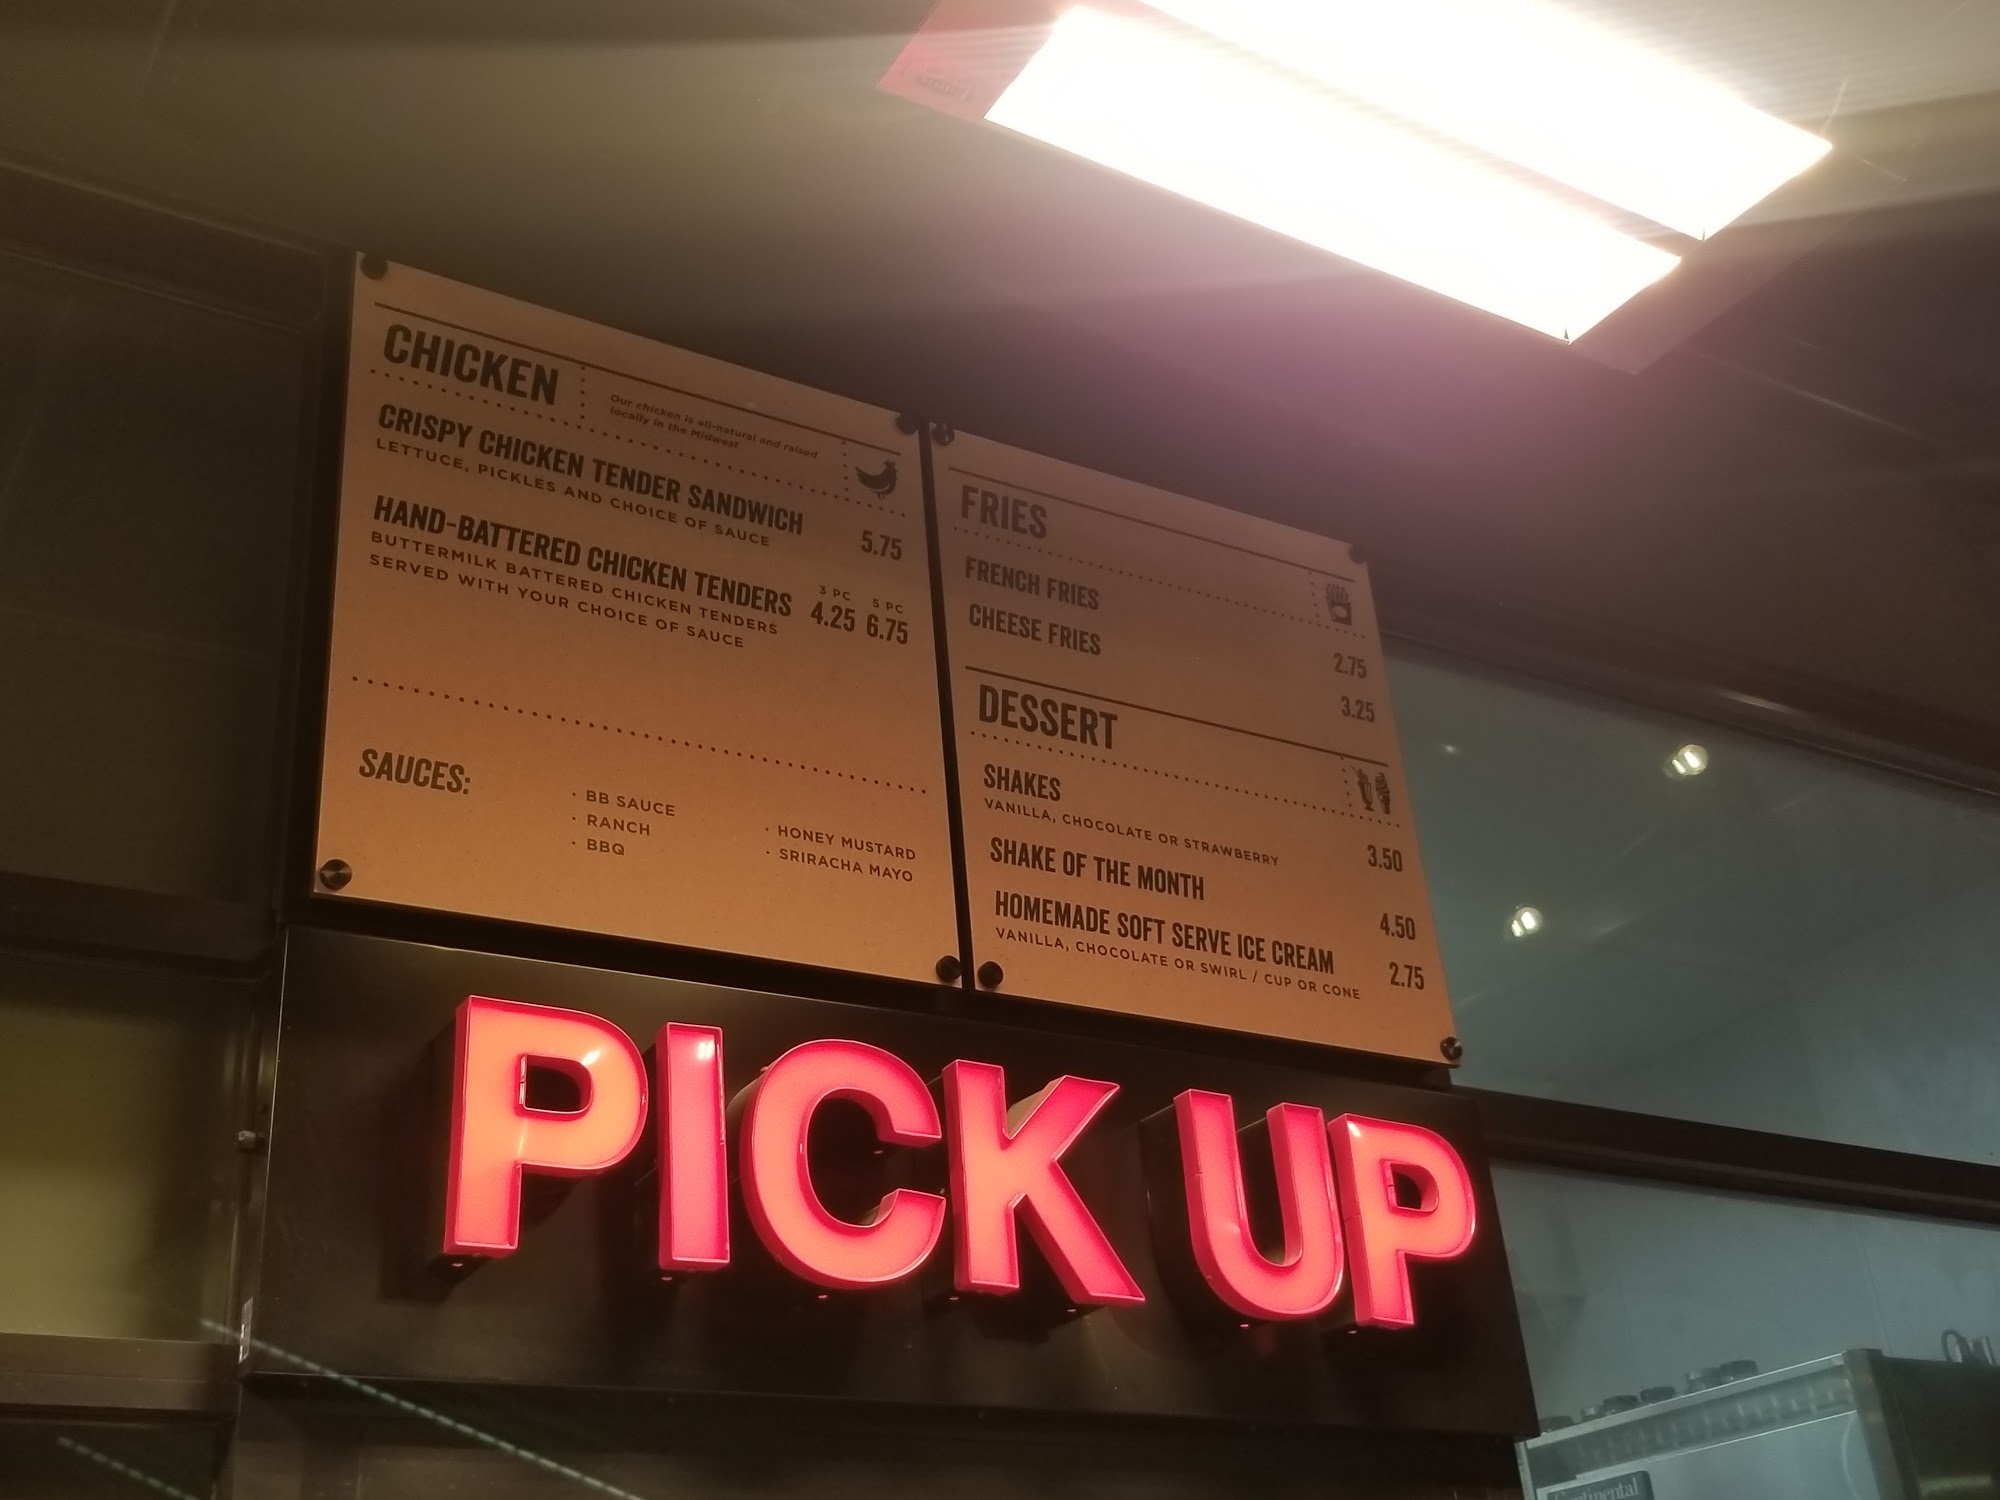 CHICKEN
Our chicken is all-natural and raised
locally in the Midwest
CRISPY CHICKEN TENDER SANDWICH 5.75
LETTUCE, PICKLES AND CHOICE OF SAUCE
3 PC 5 PC
HAND-BATTERED CHICKEN TENDERS 4.25 6.75
BUTTERMILK BATTERED CHICKEN TENDERS
SERVED WITH YOUR CHOICE OF SAUCE
SAUCES:
· BB SAUCE
· RANCH
· BBQ
· HONEY MUSTARD
· SRIRACHA MAYO
FRIES
FRENCH FRIES 2.75
CHEESE FRIES 3.25
DESSERT
SHAKES 3.50
VANILLA, CHOCOLATE OR STRAWBERRY
SHAKE OF THE MONTH 4.50
HOMEMADE SOFT SERVE ICE CREAM 2.75
VANILLA, CHOCOLATE OR SWIRL / CUP OR CONE
PICK UP
Continental